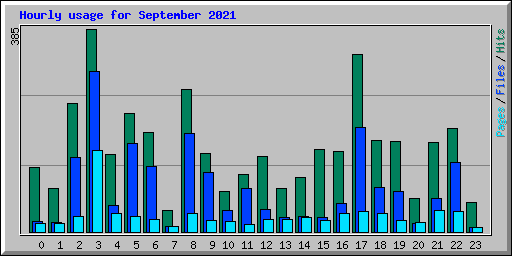 Hourly usage for September 2021
385
Pages/Files/Hits
0 1 2 3 4 5 6 7 8 9 10 11 12 13 14 15 16 17 18 19 20 21 22 23